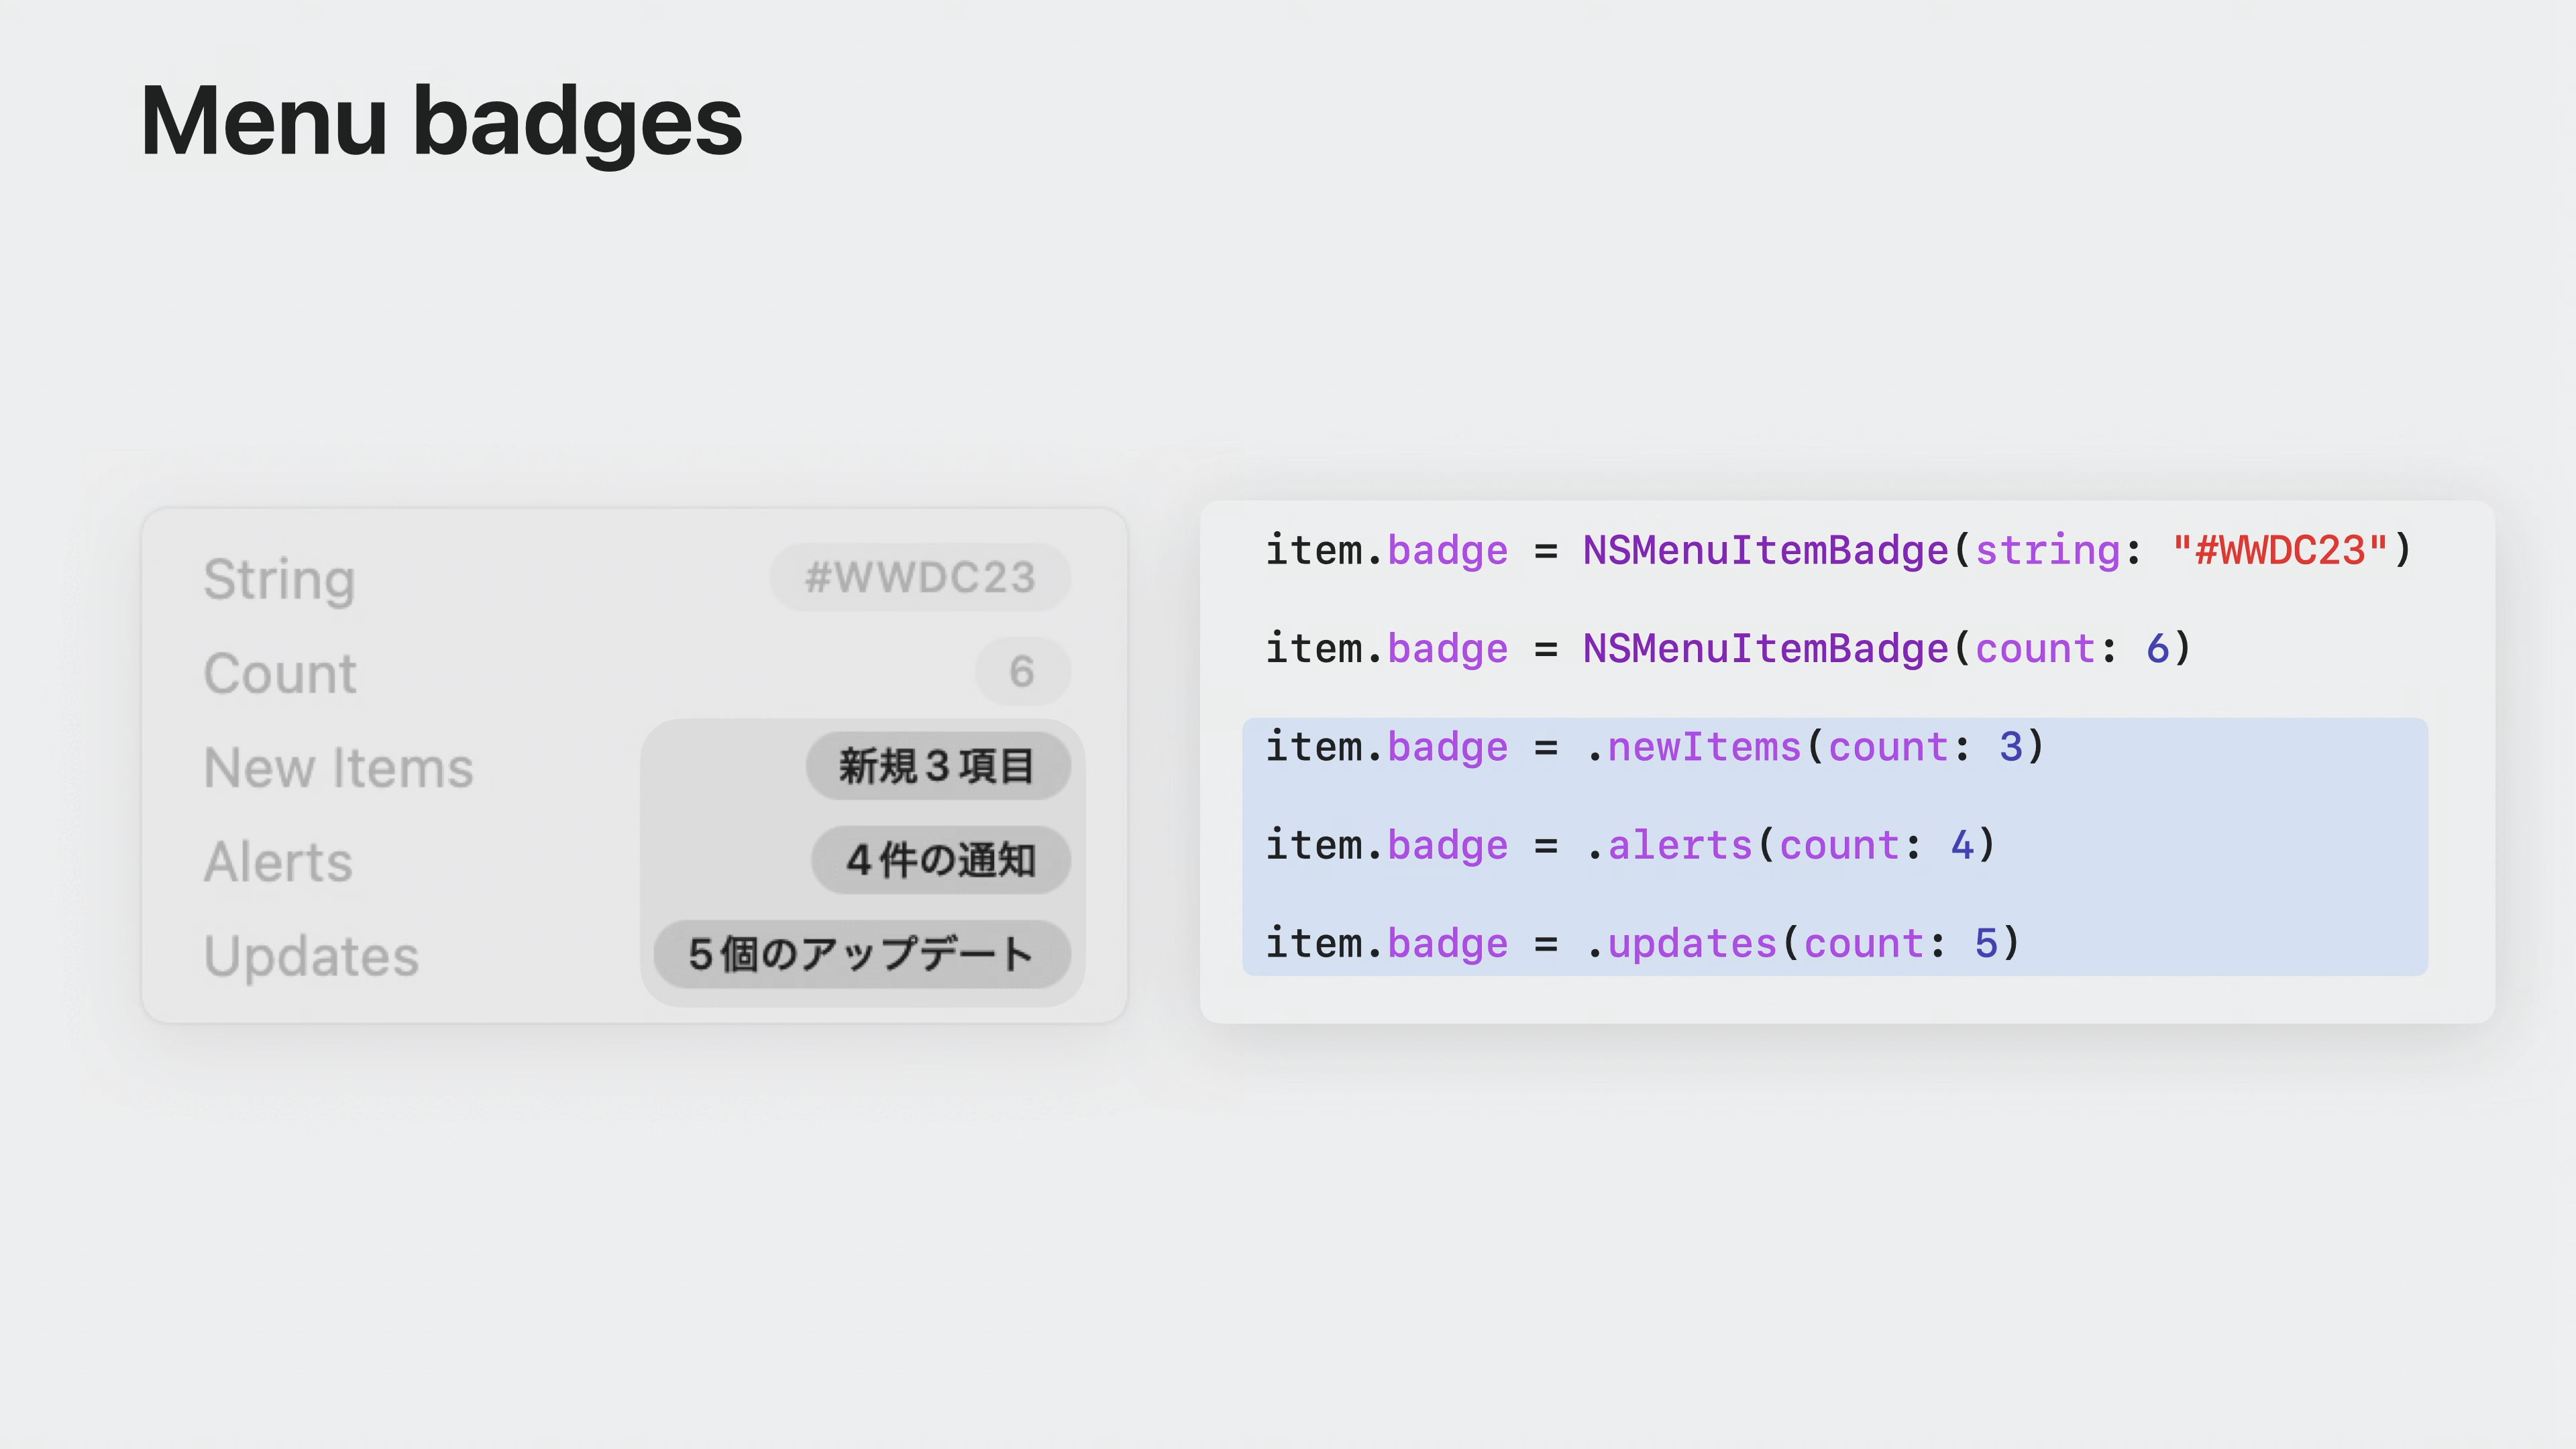 Menu badges
String #WWDC23
Count 6
New Items 新規3項目
Alerts 4件の通知
Updates 5個のアップデート
item.badge = NSMenuItemBadge(string: "#WWDC23")
item.badge = NSMenuItemBadge(count: 6)
item.badge = .newItems(count: 3)
item.badge = .alerts(count: 4)
item.badge = .updates(count: 5)